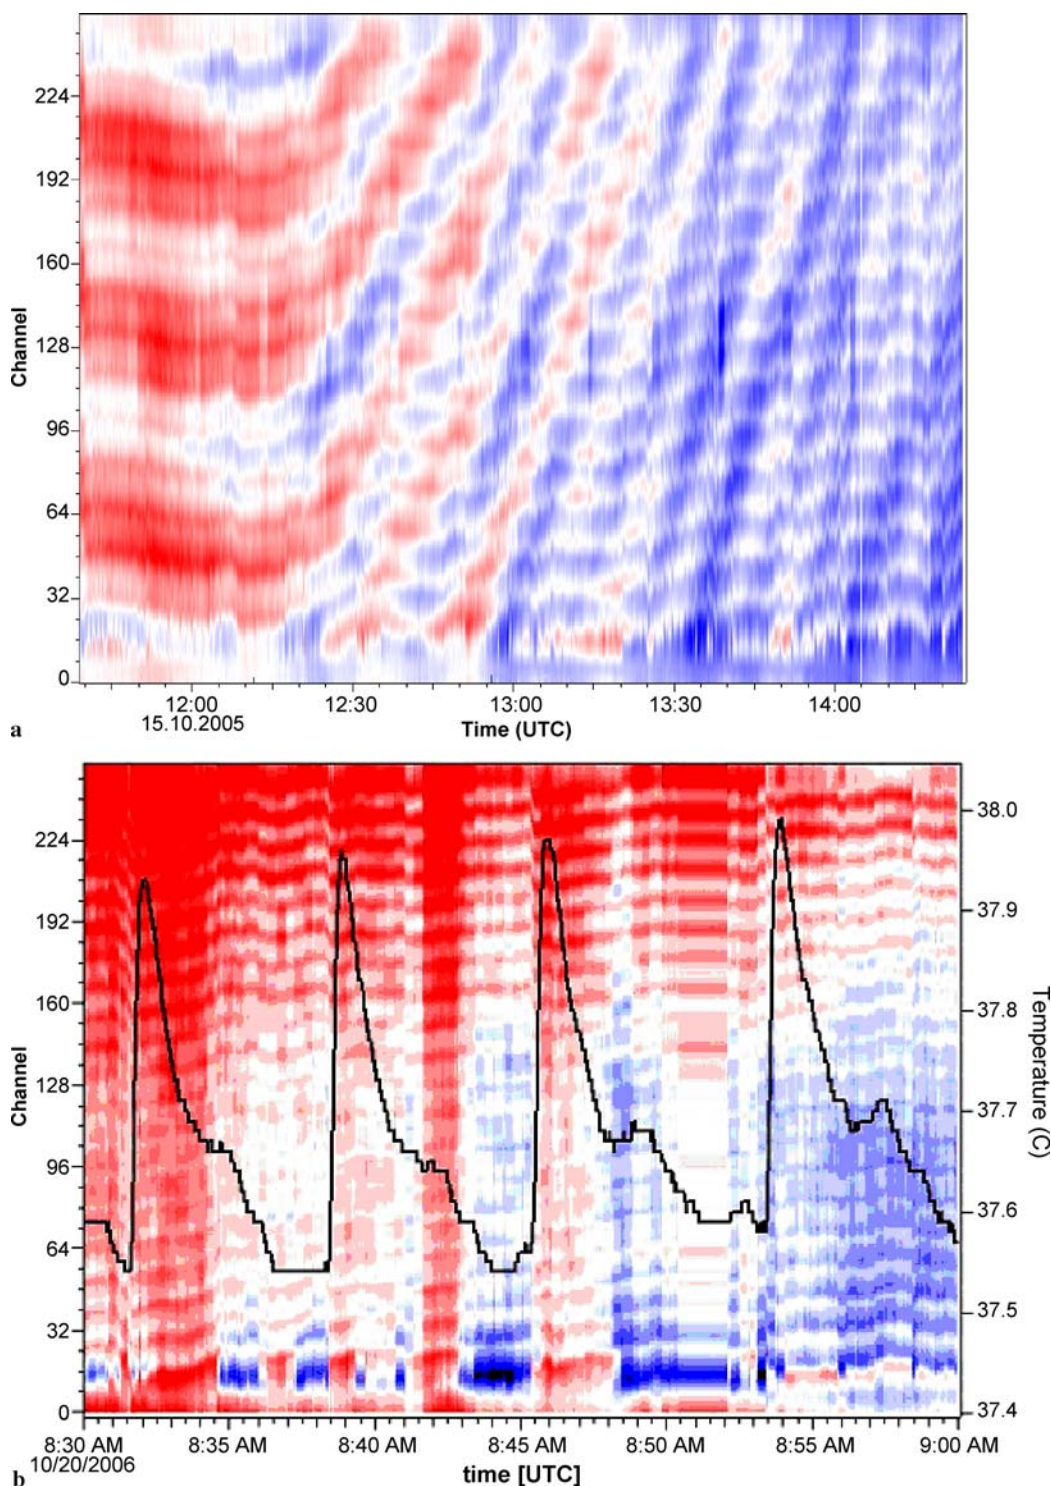 224
192
160
128
96
64
32
0
Channel
12:00 12:30 13:00 13:30 14:00
15.10.2005
Time (UTC)
a
224
192
160
128
96
64
32
0
Channel
38.0
37.9
37.8
37.7
37.6
37.5
37.4
Temperature (C)
8:30 AM 8:35 AM 8:40 AM 8:45 AM 8:50 AM 8:55 AM 9:00 AM
10/20/2006
time [UTC]
b